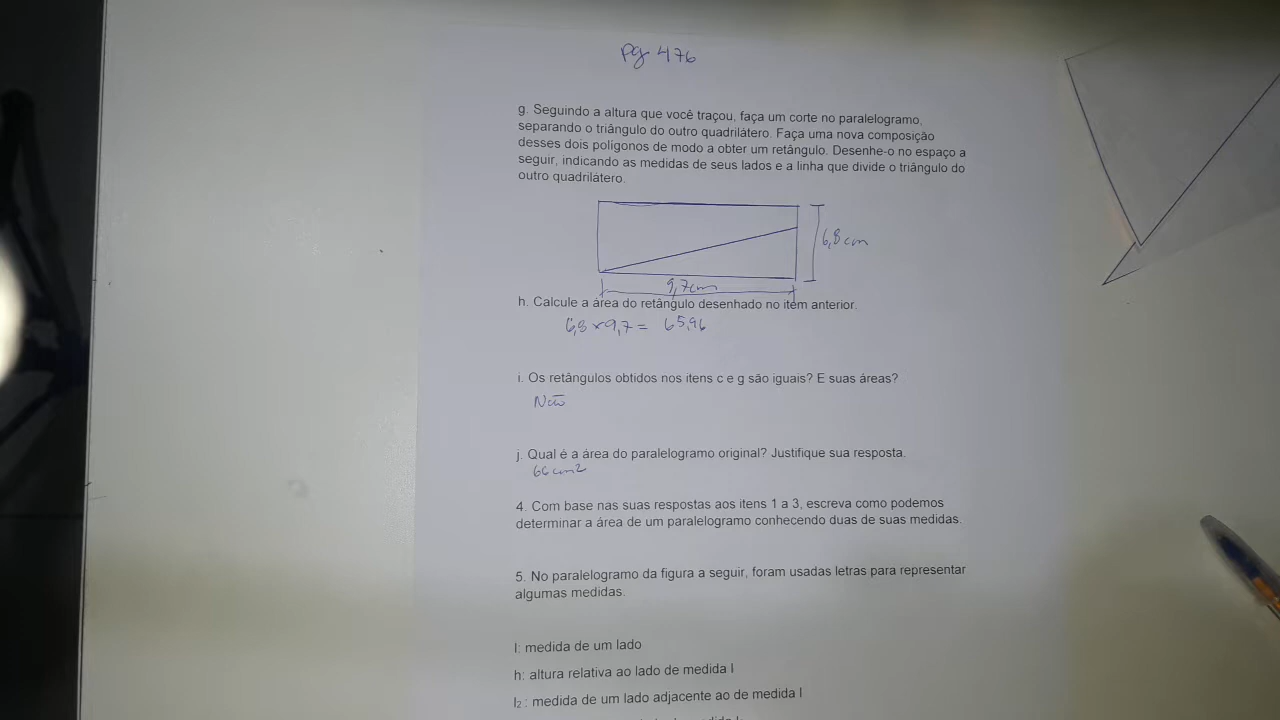 pg 476
g. Seguindo a altura que você traçou, faça um corte no paralelogramo,
separando o triângulo do outro quadrilátero. Faça uma nova composição
desses dois polígonos de modo a obter um retângulo. Desenhe-o no espaço a
seguir, indicando as medidas de seus lados e a linha que divide o triângulo do
outro quadrilátero.
6,8 cm
9,7cm
h. Calcule a área do retângulo desenhado no item anterior.
6,8 x 9,7 = 65,96
i. Os retângulos obtidos nos itens c e g são iguais? E suas áreas?
Não
j. Qual é a área do paralelogramo original? Justifique sua resposta.
66 cm2
4. Com base nas suas respostas aos itens 1 a 3, escreva como podemos
determinar a área de um paralelogramo conhecendo duas de suas medidas.
5. No paralelogramo da figura a seguir, foram usadas letras para representar
algumas medidas.
l: medida de um lado
h: altura relativa ao lado de medida l
l₂ : medida de um lado adjacente ao de medida l